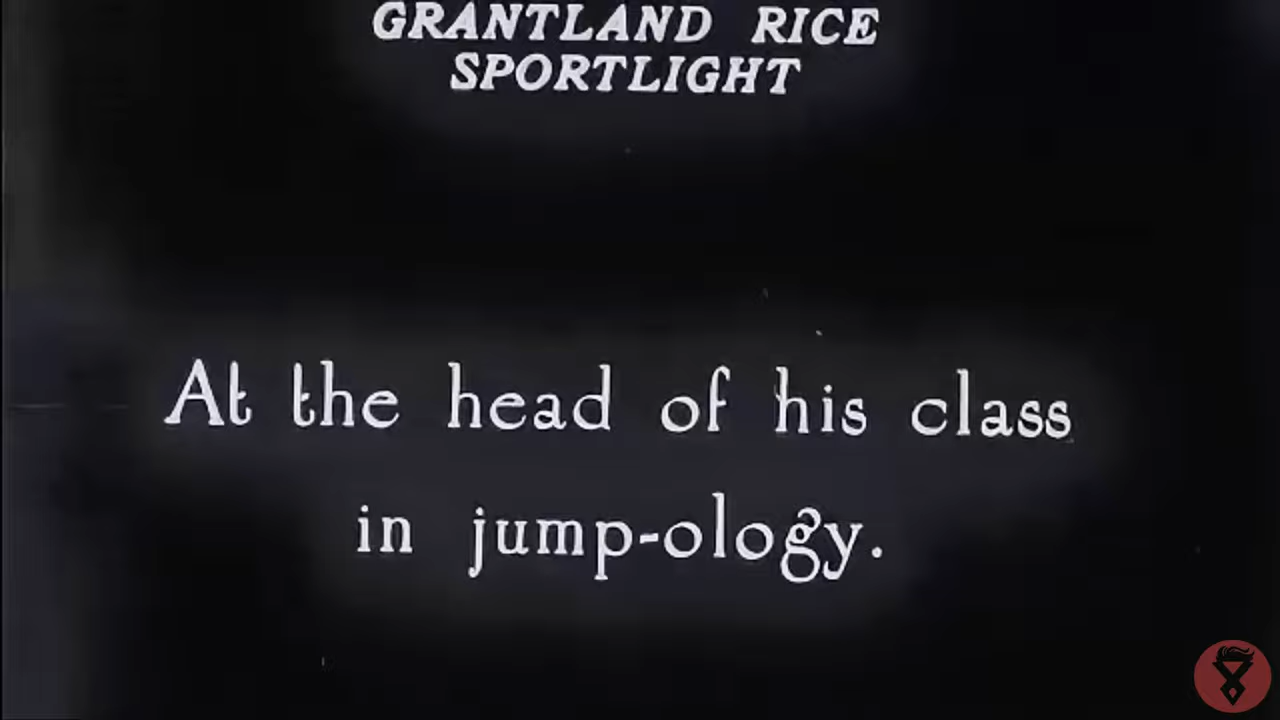 GRANTLAND RICE
SPORTLIGHT
At the head of his class
in jump-ology.